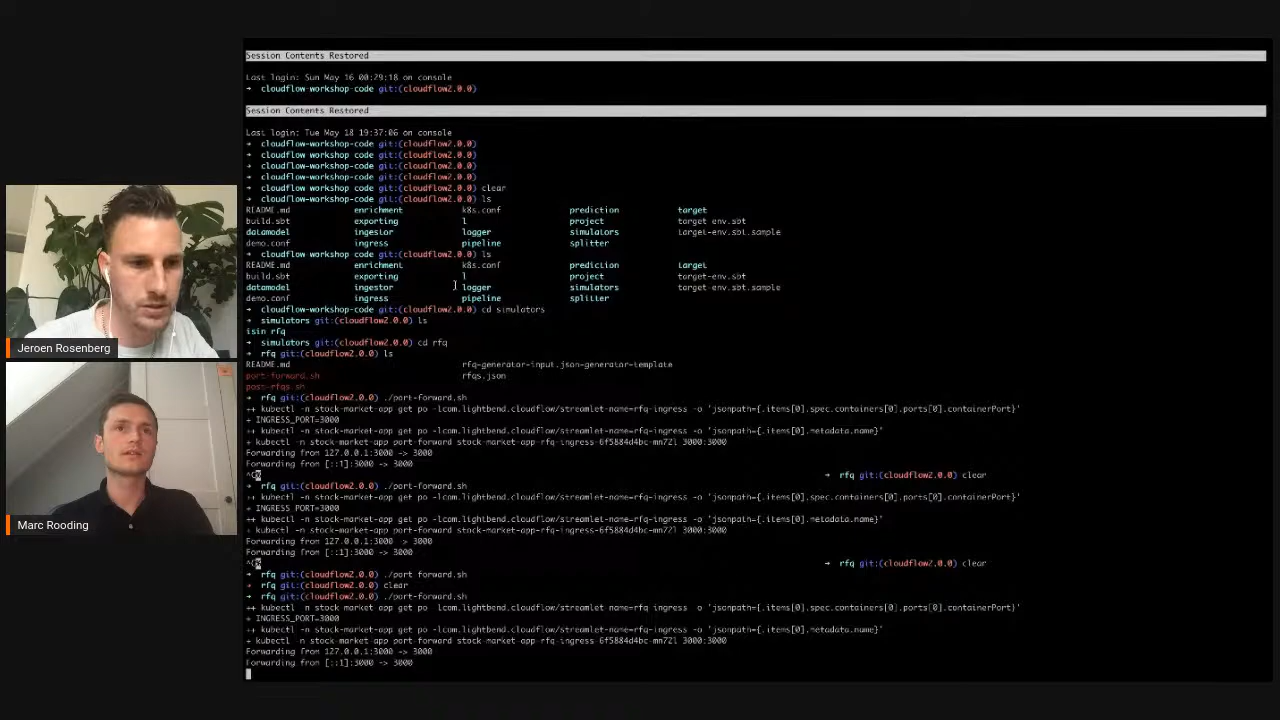 Session Contents Restored
Last login: Sun May 16 00:29:18 on console
➜ cloudflow-workshop-code git:(cloudflow2.0.0)
Session Contents Restored
Last login: Tue May 18 19:37:06 on console
➜ cloudflow-workshop-code git:(cloudflow2.0.0)
➜ cloudflow workshop code git:(cloudflow2.0.0)
➜ cloudflow workshop code git:(cloudflow2.0.0)
➜ cloudflow-workshop-code git:(cloudflow2.0.0)
➜ cloudflow workshop code git:(cloudflow2.0.0) clear
➜ cloudflow-workshop-code git:(cloudflow2.0.0) ls
README.md enrichment k8s.conf prediction target
build.sbt exporting l project target env.sbt
datamodel ingestor logger simulators target-env.sbt.sample
demo.conf ingress pipeline splitter
➜ cloudflow workshop code git:(cloudflow2.0.0) ls
README.md enrichment k8s.conf prediction target
build.sbt exporting l project target-env.sbt
datamodel ingestor logger simulators target-env.sbt.sample
demo.conf ingress pipeline splitter
➜ cloudflow-workshop-code git:(cloudflow2.0.0) cd simulators
➜ simulators git:(cloudflow2.0.0) ls
isin rfq
➜ simulators git:(cloudflow2.0.0) cd rfq
➜ rfq git:(cloudflow2.0.0) ls
README.md rfq-generator-input.json-generator-template
port-forward.sh rfqs.json
post-rfqs.sh
➜ rfq git:(cloudflow2.0.0) ./port-forward.sh
++ kubectl -n stock-market-app get po -lcom.lightbend.cloudflow/streamlet-name=rfq-ingress -o 'jsonpath={.items[0].spec.containers[0].ports[0].containerPort}'
+ INGRESS_PORT=3000
++ kubectl -n stock-market-app get po -lcom.lightbend.cloudflow/streamlet-name=rfq-ingress -o 'jsonpath={.items[0].metadata.name}'
+ kubectl -n stock-market-app port-forward stock-market-app-rfq-ingress-6f5884d4bc-mn72l 3000:3000
Forwarding from 127.0.0.1:3000 -> 3000
Forwarding from [::1]:3000 -> 3000
^C% ➜ rfq git:(cloudflow2.0.0) clear
➜ rfq git:(cloudflow2.0.0) ./port-forward.sh
++ kubectl -n stock-market-app get po -lcom.lightbend.cloudflow/streamlet-name=rfq-ingress -o 'jsonpath={.items[0].spec.containers[0].ports[0].containerPort}'
+ INGRESS PORT=3000
++ kubectl -n stock-market-app get po -lcom.lightbend.cloudflow/streamlet-name=rfq-ingress -o 'jsonpath={.items[0].metadata.name}'
+ kubectl -n stock-market-app port-forward stock-market-app-rfq-ingress-6f5884d4bc-mn72l 3000:3000
Forwarding from 127.0.0.1:3000 > 3000
Forwarding from [::1]:3000 -> 3000
^C% ➜ rfq git:(cloudflow2.0.0) clear
➜ rfq git:(cloudflow2.0.0) ./port forward.sh
➜ rfq git:(cloudflow2.0.0) clear
➜ rfq git:(cloudflow2.0.0) ./port-forward.sh
++ kubectl n stock market app get po lcom.lightbend.cloudflow/streamlet-name=rfq ingress o 'jsonpath={.items[0].spec.containers[0].ports[0].containerPort}'
+ INGRESS_PORT=3000
++ kubectl -n stock-market-app get po -lcom.lightbend.cloudflow/streamlet-name=rfq-ingress -o 'jsonpath={.items[0].metadata.name}'
+ kubectl -n stock-market-app port-forward stock-market-app-rfq-ingress-6f5884d4bc-mn72l 3000:3000
Forwarding from 127.0.0.1:3000 -> 3000
Forwarding from [::1]:3000 -> 3000
Jeroen Rosenberg
Marc Rooding